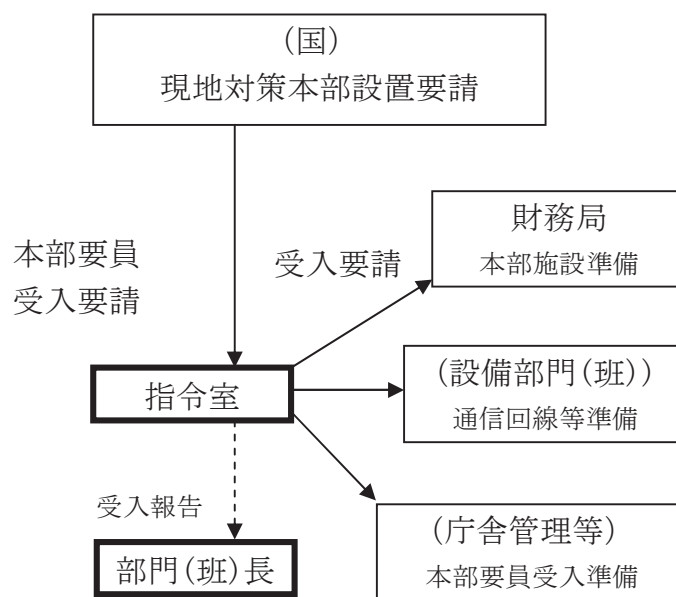 (国)
現地対策本部設置要請
本部要員
受入要請
受入要請
財務局
本部施設準備
指令室
(設備部門(班))
通信回線等準備
受入報告
部門(班)長
(庁舎管理等)
本部要員受入準備